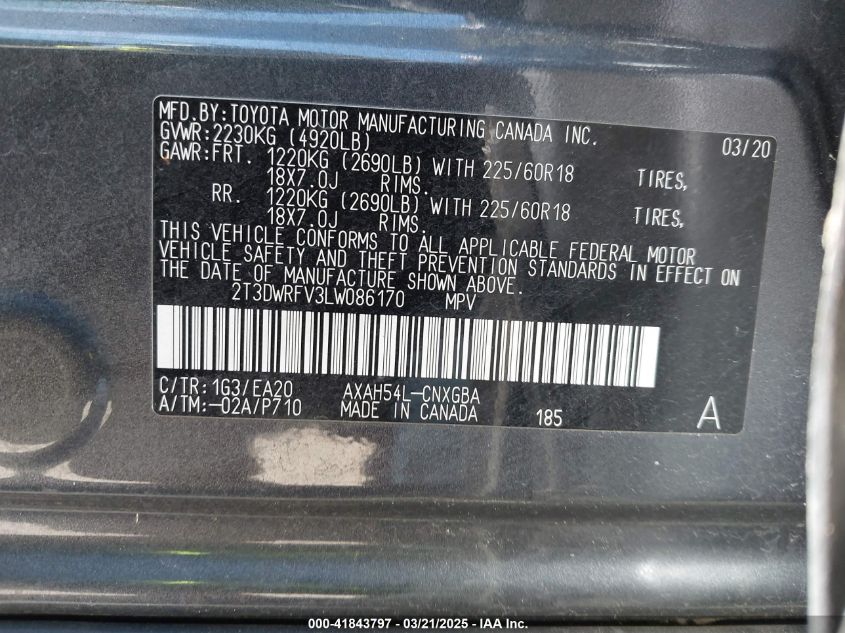 MFD.BY:TOYOTA MOTOR MANUFACTURING CANADA INC. 03/20
GVWR:2230KG (4920LB)
GAWR:FRT. 1220KG (2690LB) WITH 225/60R18 TIRES,
18X7.0J RIMS.
RR. 1220KG (2690LB) WITH 225/60R18 TIRES,
18X7.0J RIMS.
THIS VEHICLE CONFORMS TO ALL APPLICABLE FEDERAL MOTOR
VEHICLE SAFETY AND THEFT PREVENTION STANDARDS IN EFFECT ON
THE DATE OF MANUFACTURE SHOWN ABOVE.
2T3DWRFV3LW086170 MPV
C/TR:1G3/EA20 AXAH54L-CNXGBA
A/TM:-02A/P710 MADE IN CANADA 185 A
000-41843797 - 03/21/2025 - IAA Inc.